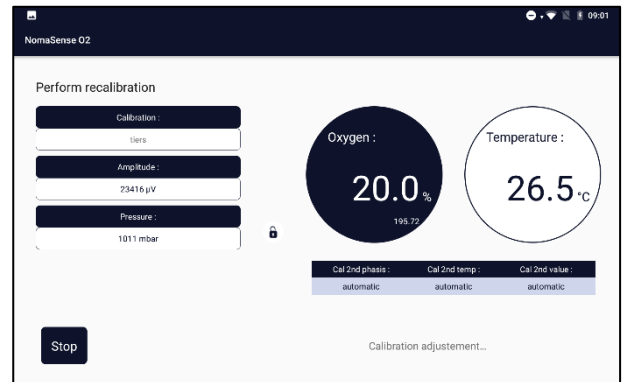 09:01
NomaSense O2
Perform recalibration
Calibration :
tiers
Amplitude :
23416 µV
Pressure :
1011 mbar
Oxygen :
20.0 %
195.72
Temperature :
26.5 °C
Cal 2nd phasis : Cal 2nd temp : Cal 2nd value :
automatic automatic automatic
Stop
Calibration adjustement...